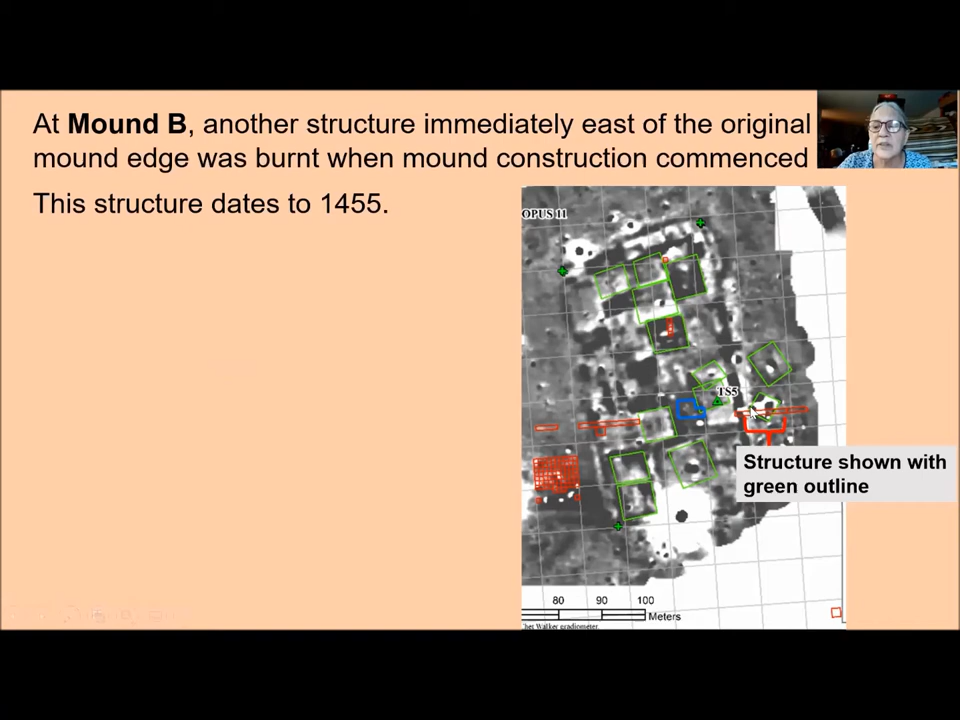 At Mound B, another structure immediately east of the original
mound edge was burnt when mound construction commenced
This structure dates to 1455.
OPUS 11
TS5
Structure shown with
green outline
80 90 100
Meters
Chet Walker gradiometer.